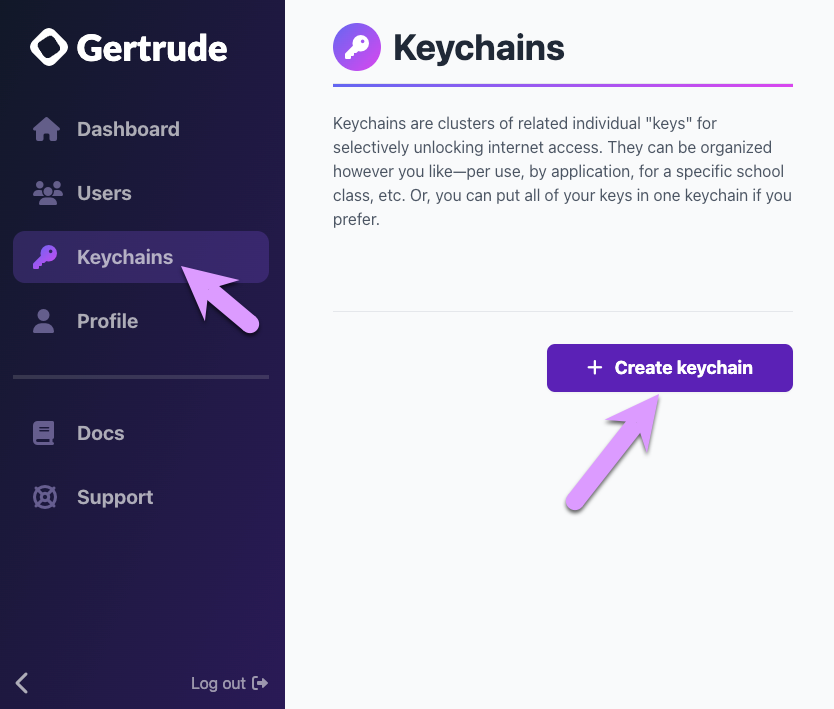 Gertrude
Dashboard
Users
Keychains
Profile
Docs
Support
Log out
Keychains
Keychains are clusters of related individual "keys" for
selectively unlocking internet access. They can be organized
however you like—per use, by application, for a specific school
class, etc. Or, you can put all of your keys in one keychain if you
prefer.
+ Create keychain